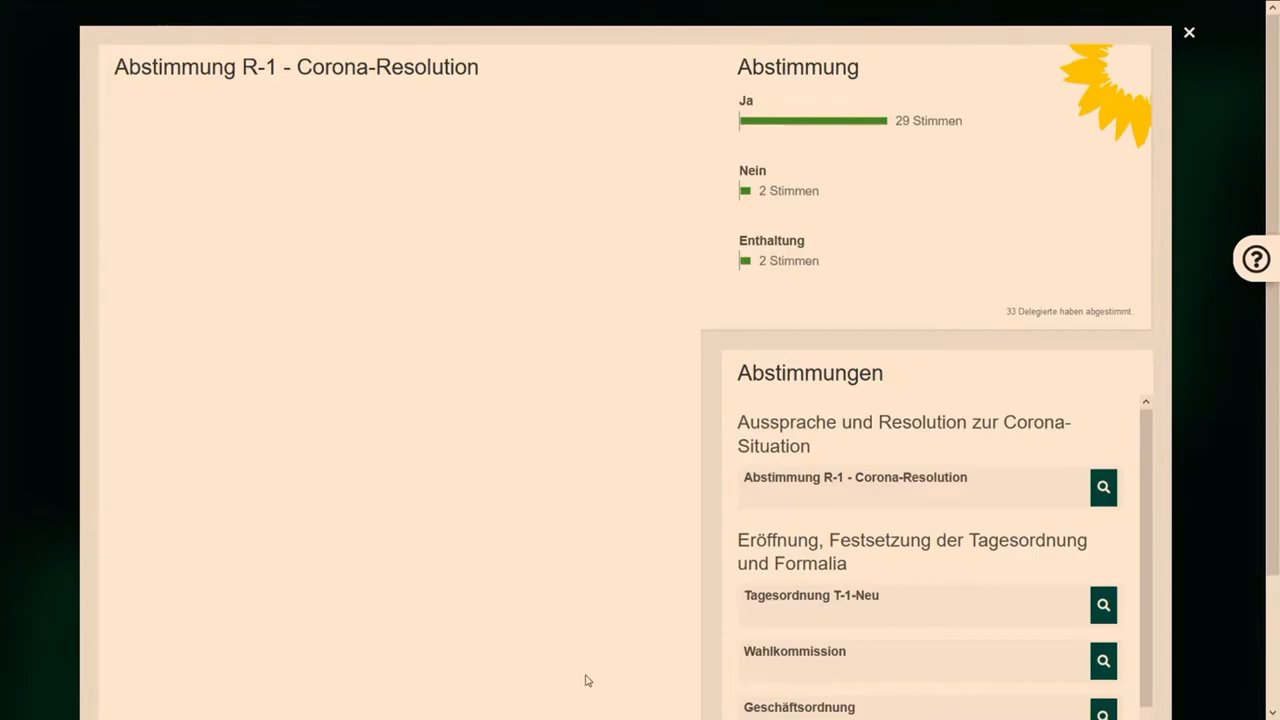 Abstimmung R-1 - Corona-Resolution
Abstimmung
Ja
29 Stimmen
Nein
2 Stimmen
Enthaltung
2 Stimmen
33 Delegierte haben abgestimmt.
Abstimmungen
Aussprache und Resolution zur Corona-
Situation
Abstimmung R-1 - Corona-Resolution
Eröffnung, Festsetzung der Tagesordnung
und Formalia
Tagesordnung T-1-Neu
Wahlkommission
Geschäftsordnung